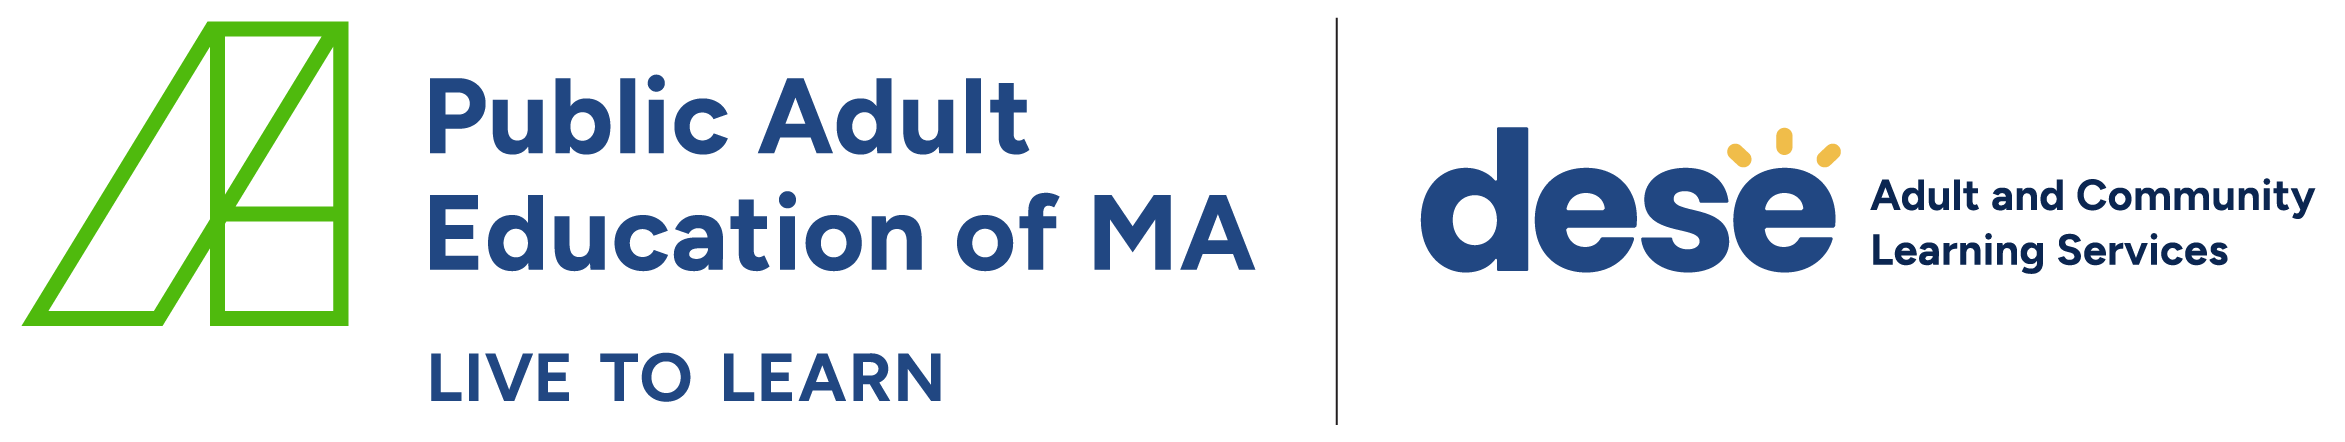 Public Adult
Education of MA
LIVE TO LEARN
dese
Adult and Community
Learning Services